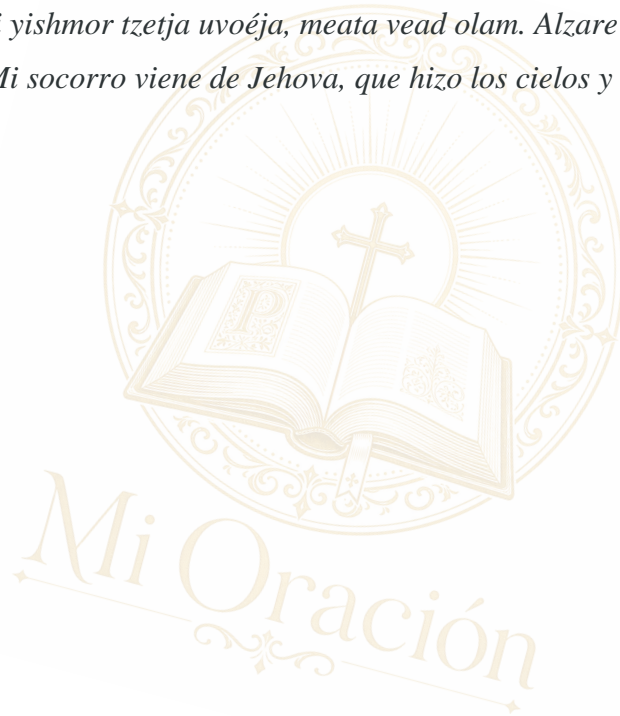 yishmor tzetja uvoéja, meata vead olam. Alzare
Mi socorro viene de Jehova, que hizo los cielos y
Mi Oración